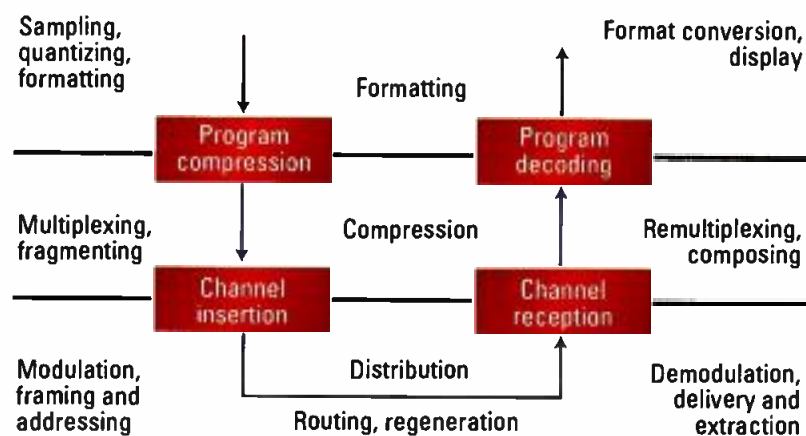 Sampling,
quantizing,
formatting
Formatting
Format conversion,
display
Program
compression
Program
decoding
Multiplexing,
fragmenting
Compression
Remultiplexing,
composing
Channel
insertion
Channel
reception
Modulation,
framing and
addressing
Distribution
Routing, regeneration
Demodulation,
delivery and
extraction